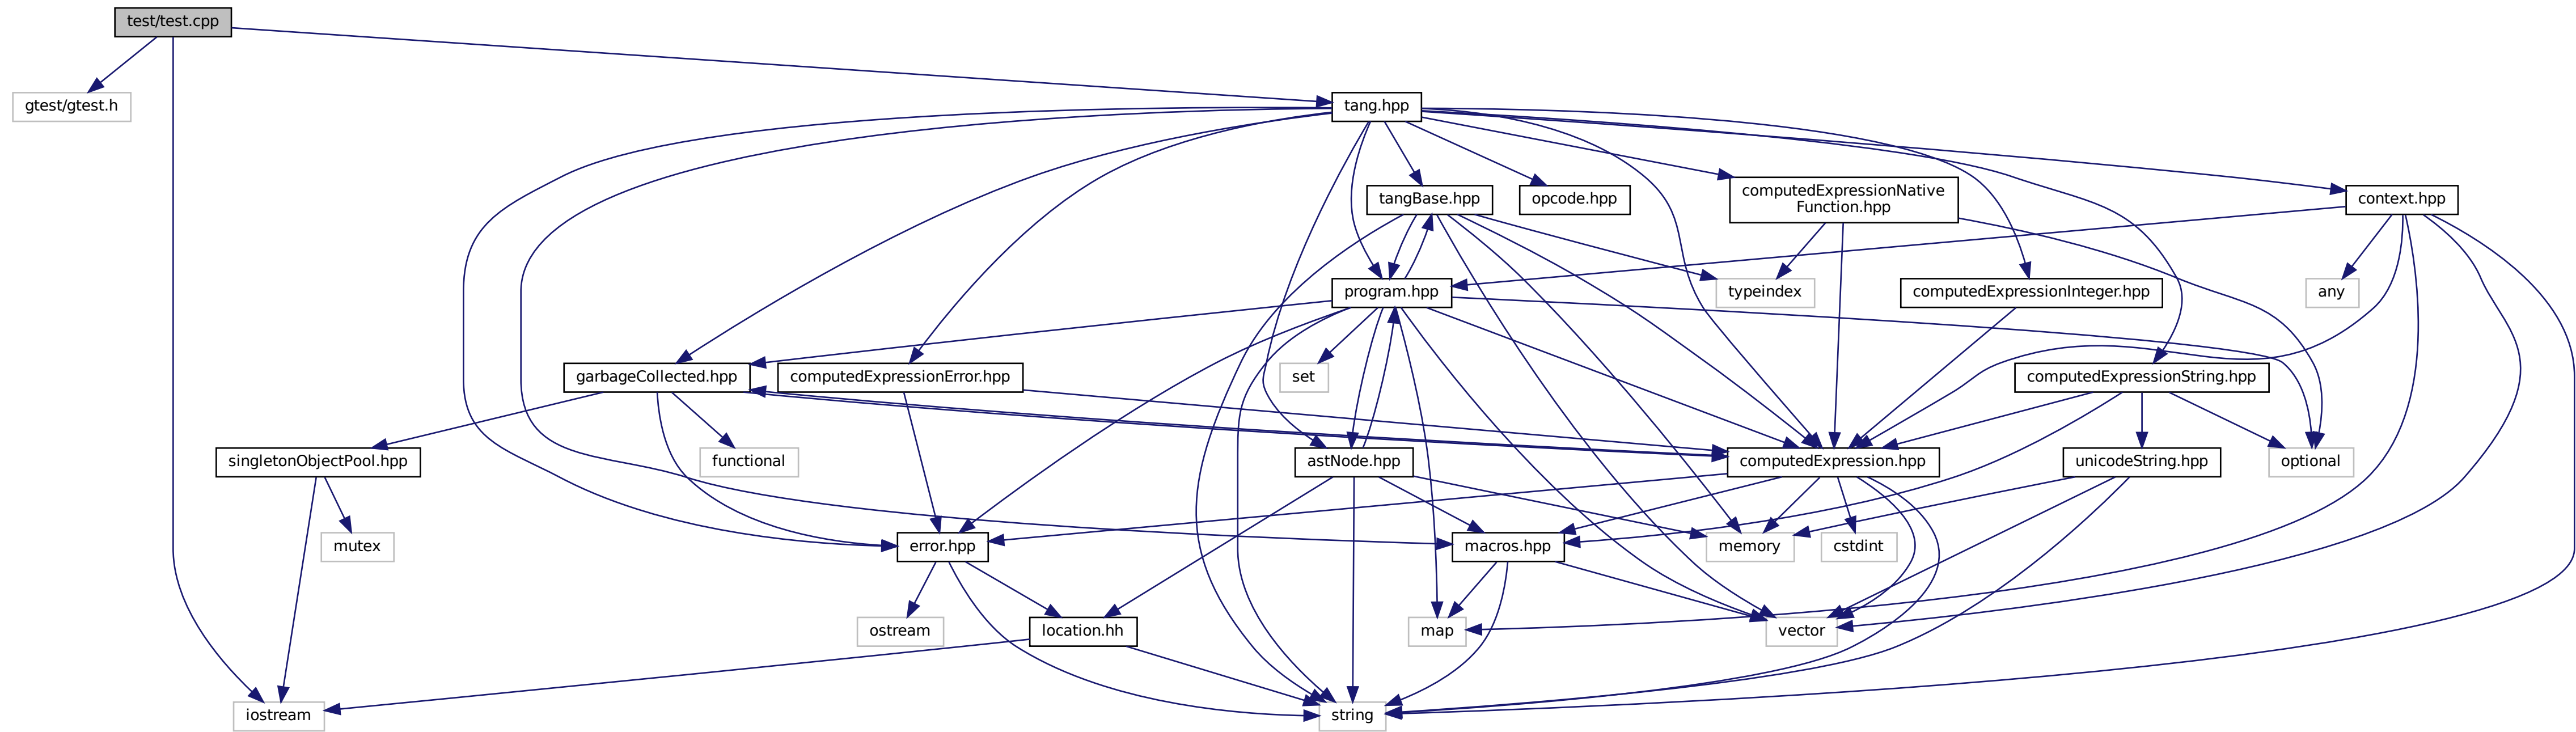 test/test.cpp
gtest/gtest.h
tang.hpp
tangBase.hpp
opcode.hpp
computedExpressionNative
Function.hpp
context.hpp
program.hpp
typeindex
computedExpressionInteger.hpp
any
garbageCollected.hpp
computedExpressionError.hpp
set
computedExpressionString.hpp
singletonObjectPool.hpp
functional
astNode.hpp
computedExpression.hpp
unicodeString.hpp
optional
mutex
error.hpp
macros.hpp
memory
cstdint
ostream
location.hh
map
vector
iostream
string